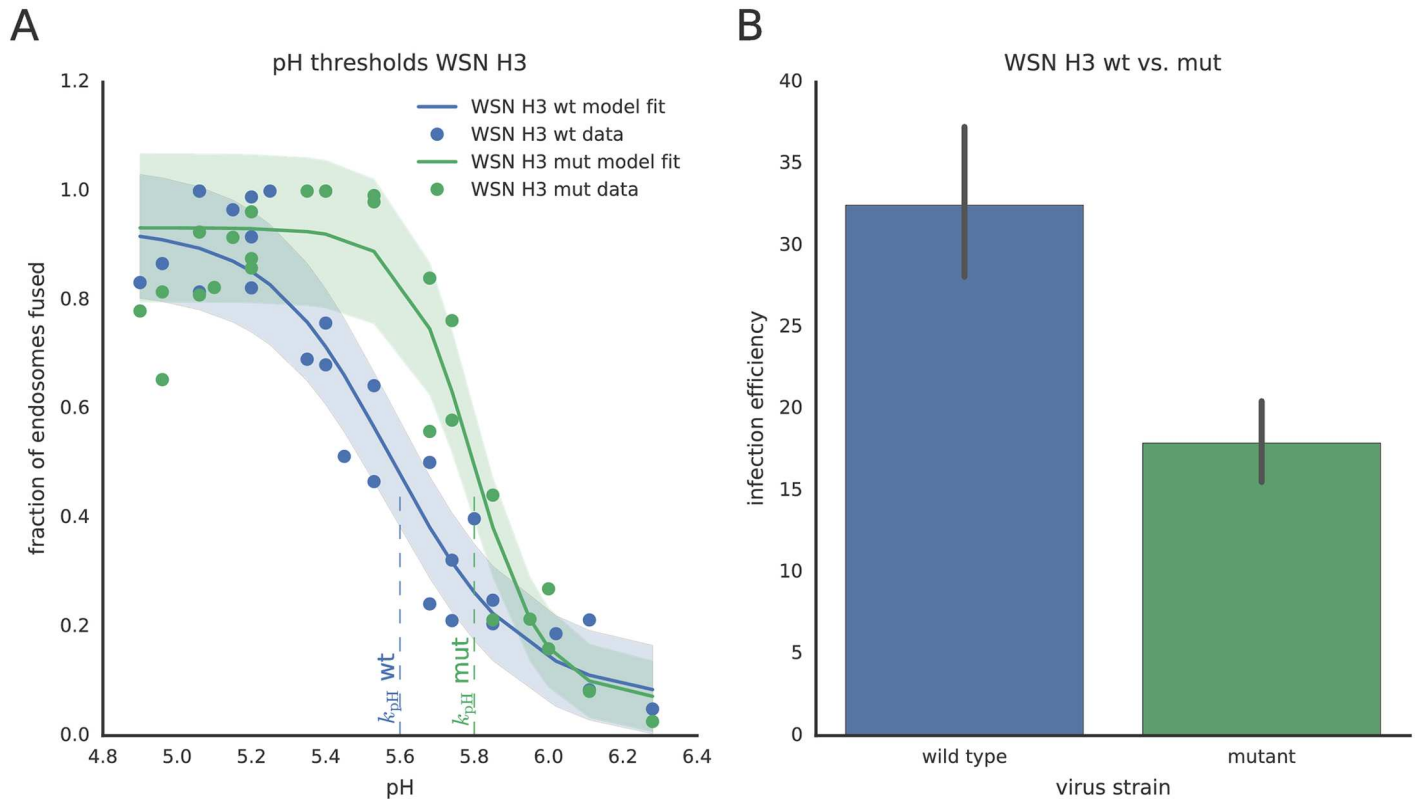 A
pH thresholds WSN H3
1.2
1.0
0.8
0.6
0.4
0.2
0.0
fraction of endosomes fused
WSN H3 wt model fit
WSN H3 wt data
WSN H3 mut model fit
WSN H3 mut data
kpH wt
kpH mut
4.8 5.0 5.2 5.4 5.6 5.8 6.0 6.2 6.4
pH
B
WSN H3 wt vs. mut
40
35
30
25
20
15
10
5
0
infection efficiency
wild type mutant
virus strain